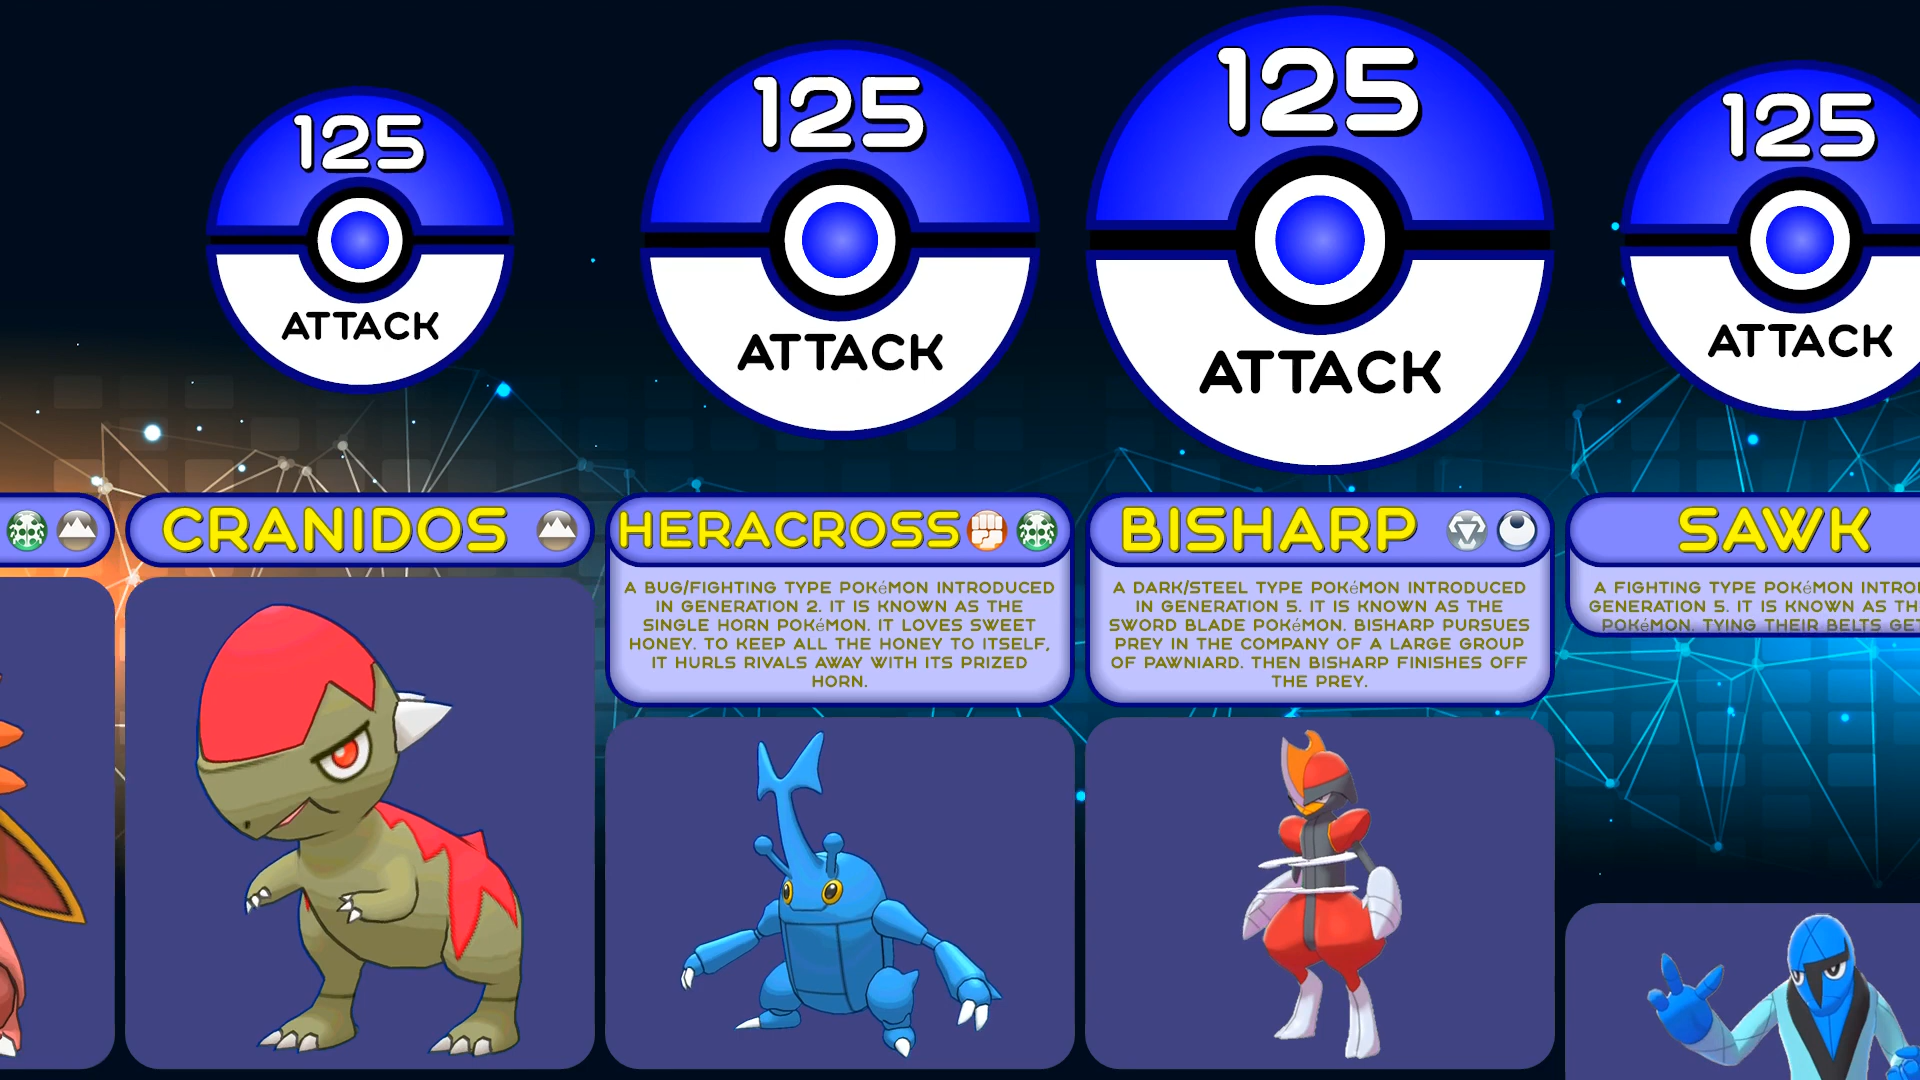 125
ATTACK
CRANIDOS
125
ATTACK
HERACROSS
A BUG/FIGHTING TYPE POKéMON INTRODUCED
IN GENERATION 2. IT IS KNOWN AS THE
SINGLE HORN POKéMON. IT LOVES SWEET
HONEY. TO KEEP ALL THE HONEY TO ITSELF,
IT HURLS RIVALS AWAY WITH ITS PRIZED
HORN.
125
ATTACK
BISHARP
A DARK/STEEL TYPE POKéMON INTRODUCED
IN GENERATION 5. IT IS KNOWN AS THE
SWORD BLADE POKéMON. BISHARP PURSUES
PREY IN THE COMPANY OF A LARGE GROUP
OF PAWNIARD. THEN BISHARP FINISHES OFF
THE PREY.
125
ATTACK
SAWK
A FIGHTING TYPE POKéMON INTRO
GENERATION 5. IT IS KNOWN AS TH
POKéMON. TYING THEIR BELTS GET